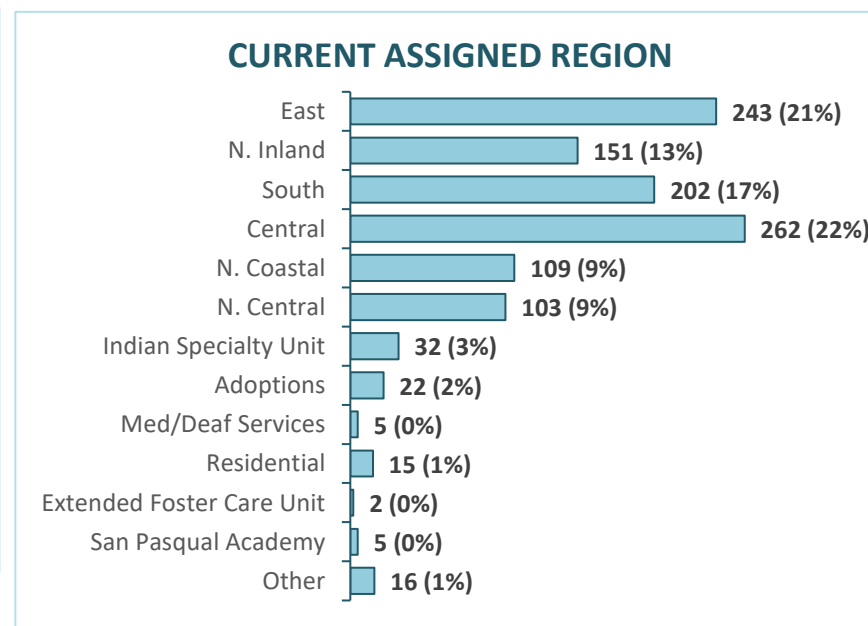 CURRENT ASSIGNED REGION
East 243 (21%)
N. Inland 151 (13%)
South 202 (17%)
Central 262 (22%)
N. Coastal 109 (9%)
N. Central 103 (9%)
Indian Specialty Unit 32 (3%)
Adoptions 22 (2%)
Med/Deaf Services 5 (0%)
Residential 15 (1%)
Extended Foster Care Unit 2 (0%)
San Pasqual Academy 5 (0%)
Other 16 (1%)